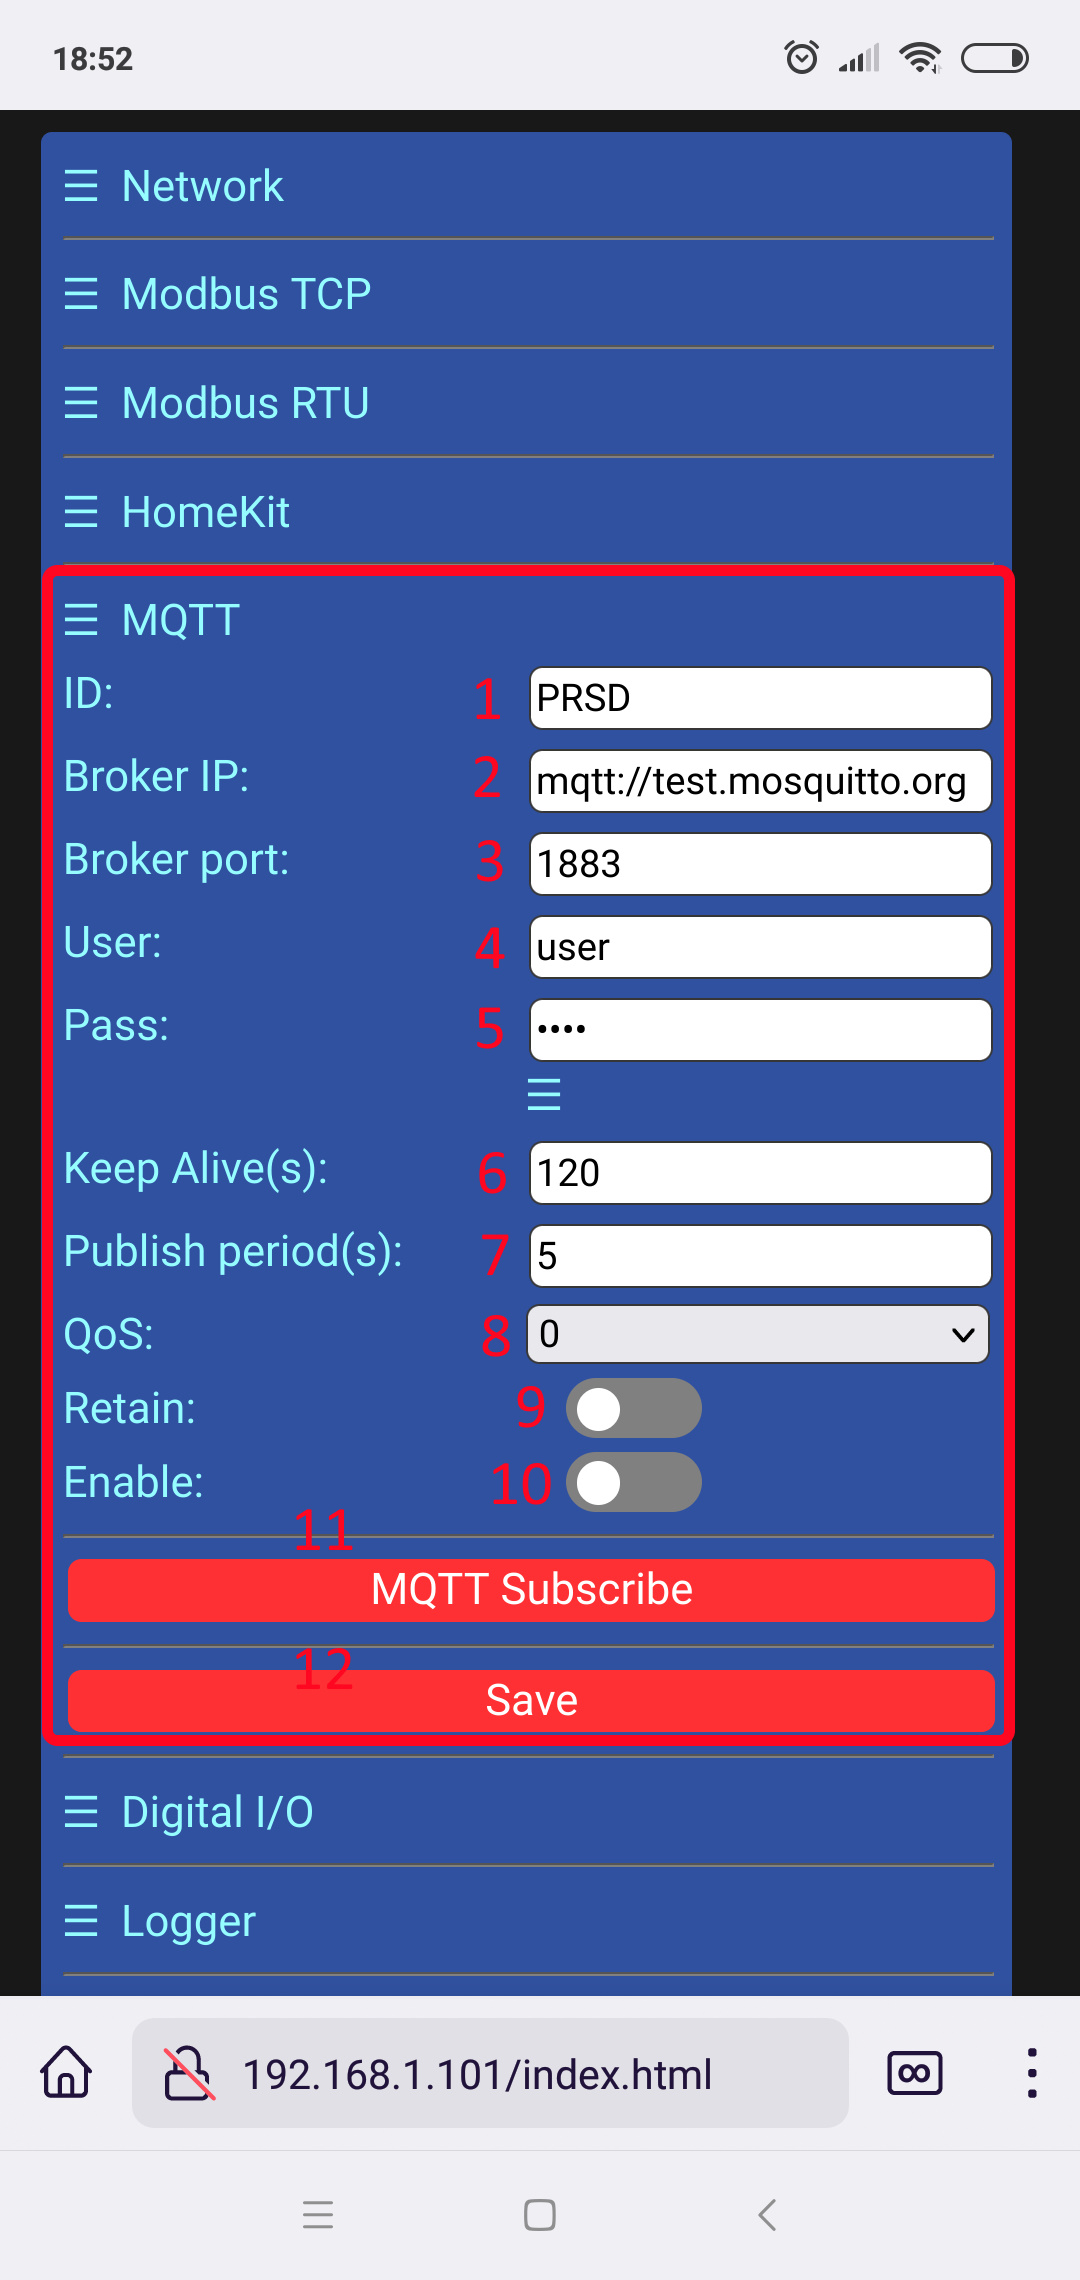 18:52
Network
Modbus TCP
Modbus RTU
HomeKit
MQTT
ID: 1 PRSD
Broker IP: 2 mqtt://test.mosquitto.org
Broker port: 3 1883
User: 4 user
Pass: 5 ••••
Keep Alive(s): 6 120
Publish period(s): 7 5
QoS: 8 0
Retain: 9
Enable: 10
11
MQTT Subscribe
12
Save
Digital I/O
Logger
192.168.1.101/index.html